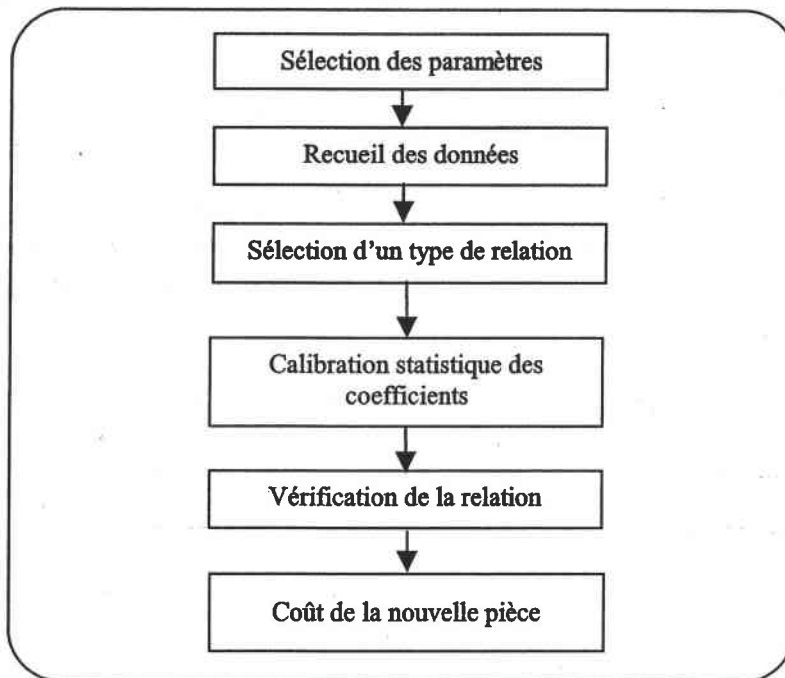 Sélection des paramètres
Recueil des données
Sélection d'un type de relation
Calibration statistique des
coefficients
Vérification de la relation
Coût de la nouvelle pièce